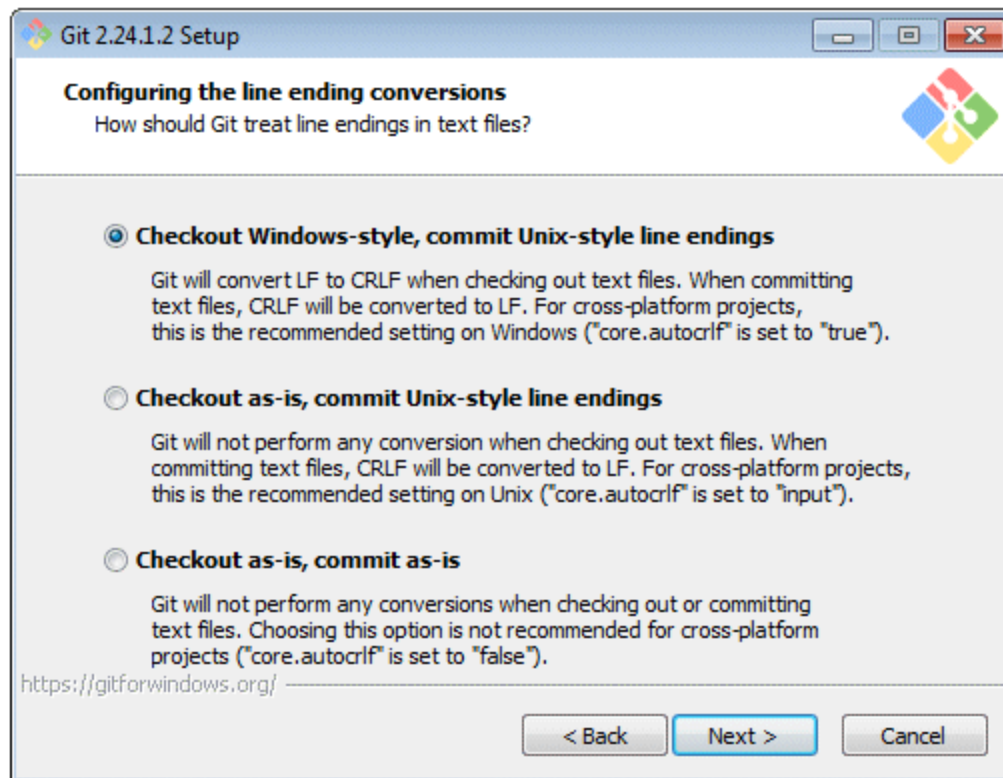 Git 2.24.1.2 Setup
Configuring the line ending conversions
How should Git treat line endings in text files?
Checkout Windows-style, commit Unix-style line endings
Git will convert LF to CRLF when checking out text files. When committing
text files, CRLF will be converted to LF. For cross-platform projects,
this is the recommended setting on Windows ("core.autocrlf" is set to "true").
Checkout as-is, commit Unix-style line endings
Git will not perform any conversion when checking out text files. When
committing text files, CRLF will be converted to LF. For cross-platform projects,
this is the recommended setting on Unix ("core.autocrlf" is set to "input").
Checkout as-is, commit as-is
Git will not perform any conversions when checking out or committing
text files. Choosing this option is not recommended for cross-platform
projects ("core.autocrlf" is set to "false").
https://gitforwindows.org/
< Back Next > Cancel